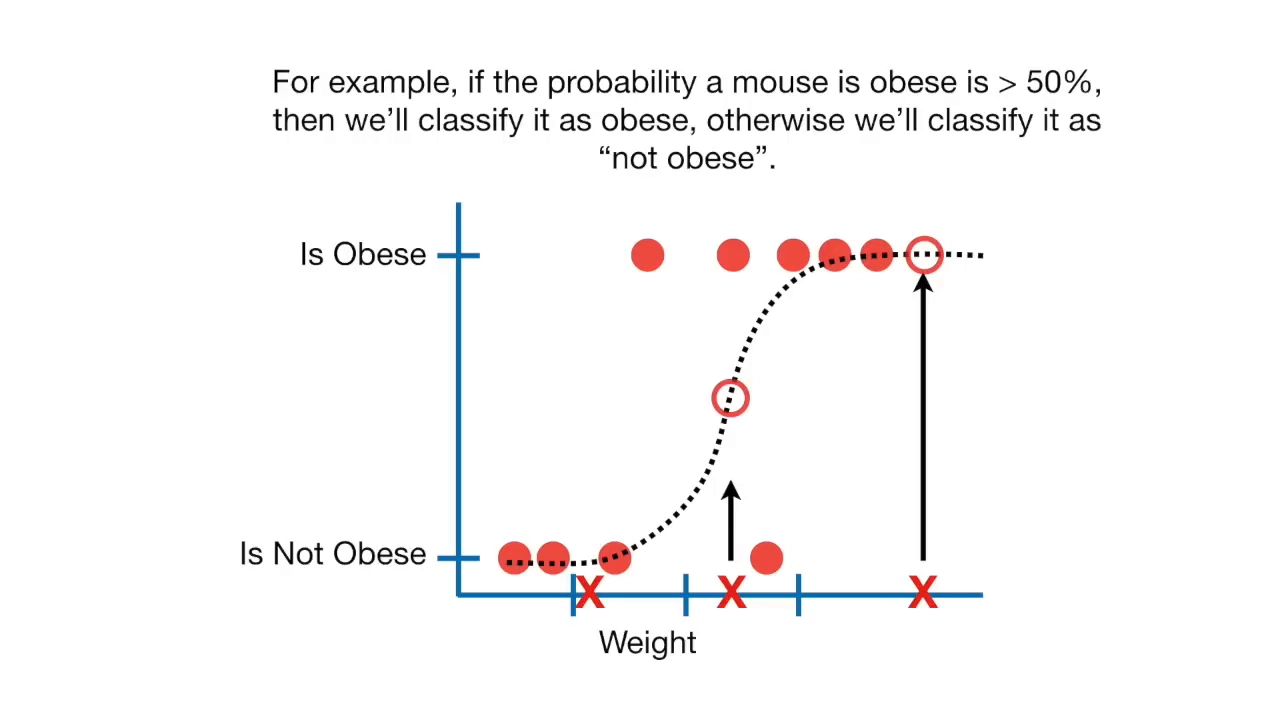 For example, if the probability a mouse is obese is > 50%,
then we’ll classify it as obese, otherwise we’ll classify it as
“not obese”.
Is Obese
Is Not Obese
X X X
Weight